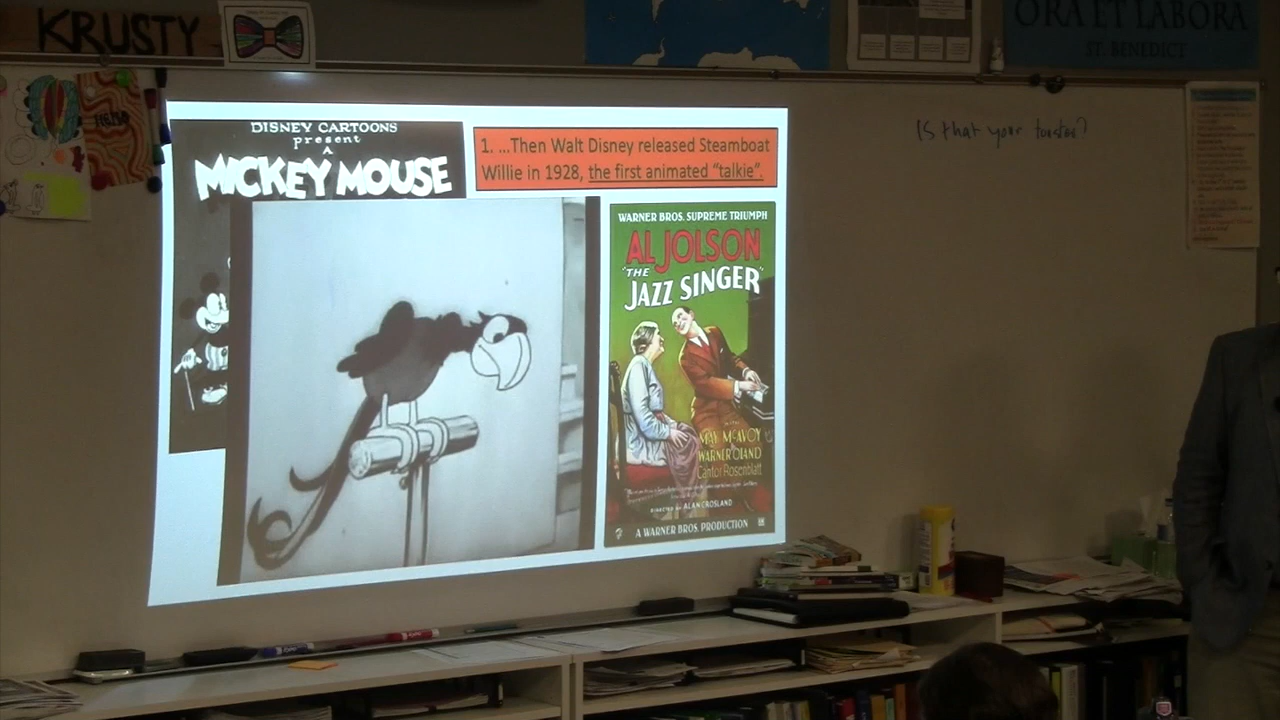 KRUSTY
ORA ET LABORA
ST. BENEDICT
DISNEY CARTOONS
present
A
MICKEY MOUSE
1. ...Then Walt Disney released Steamboat
Willie in 1928, the first animated “talkie”.
WARNER BROS. SUPREME TRIUMPH
AL JOLSON
"THE
JAZZ SINGER"
MAY McAVOY
WARNER OLAND
Cantor Rosenblatt
DIRECTED BY ALAN CROSLAND
A WARNER BROS. PRODUCTION
Is that your